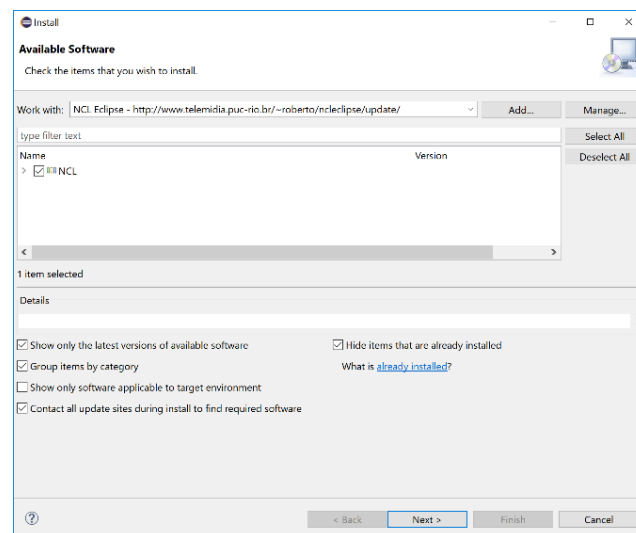 Install
Available Software
Check the items that you wish to install.
Work with: NCL Eclipse - http://www.telemidia.puc-rio.br/~roberto/ncleclipse/update/ Add... Manage...
type filter text Select All
Name Version Deselect All
NCL
1 item selected
Details
Show only the latest versions of available software Hide items that are already installed
Group items by category What is already installed?
Show only software applicable to target environment
Contact all update sites during install to find required software
? < Back Next > Finish Cancel